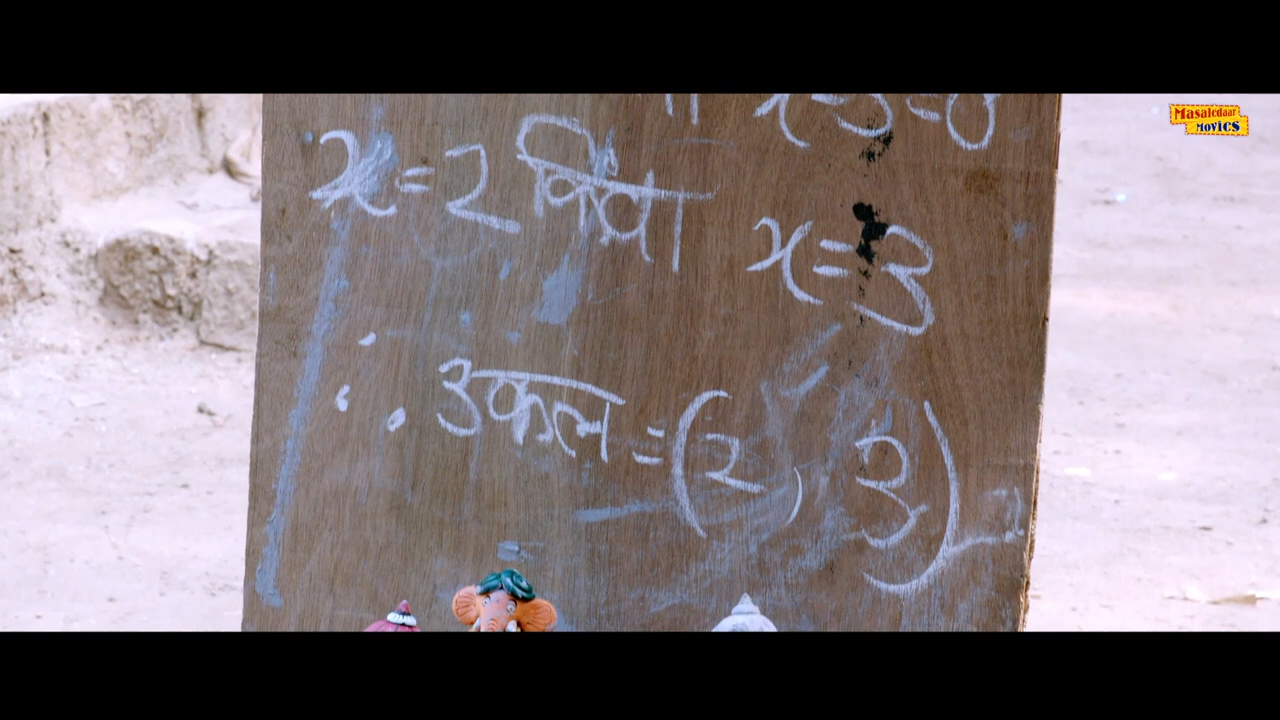 x-3=0
x=2 किंवा x=3
∴ उकल =(2, 3)
Masaledaar
Movies